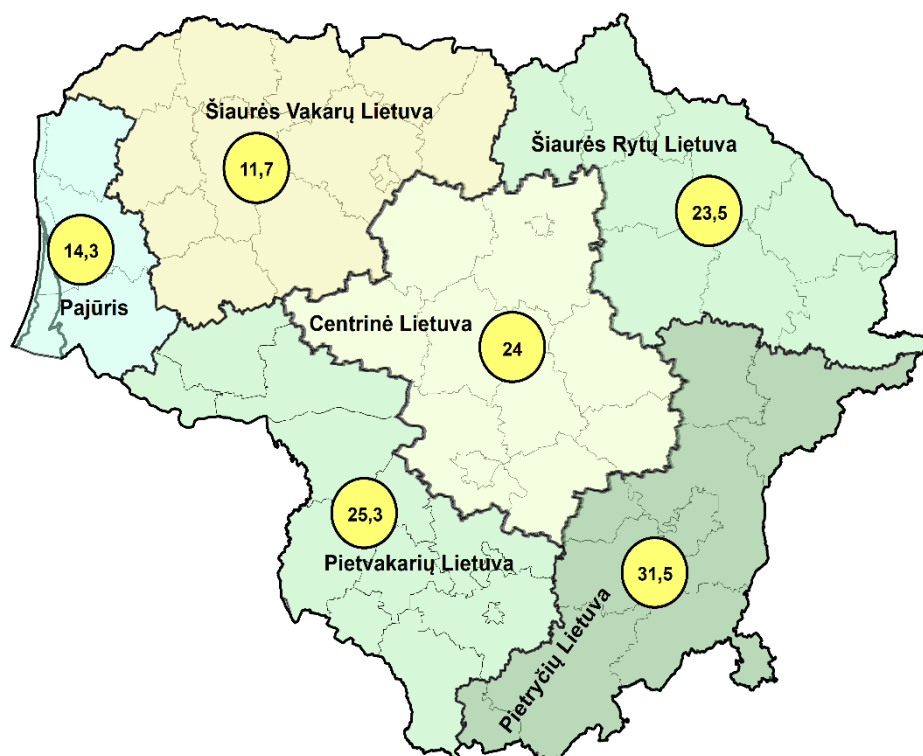 Šiaurės Vakarų Lietuva
11,7
Šiaurės Rytų Lietuva
23,5
14,3
Pajūris
Centrinė Lietuva
24
25,3
Pietvakarių Lietuva
31,5
Pietryčių Lietuva